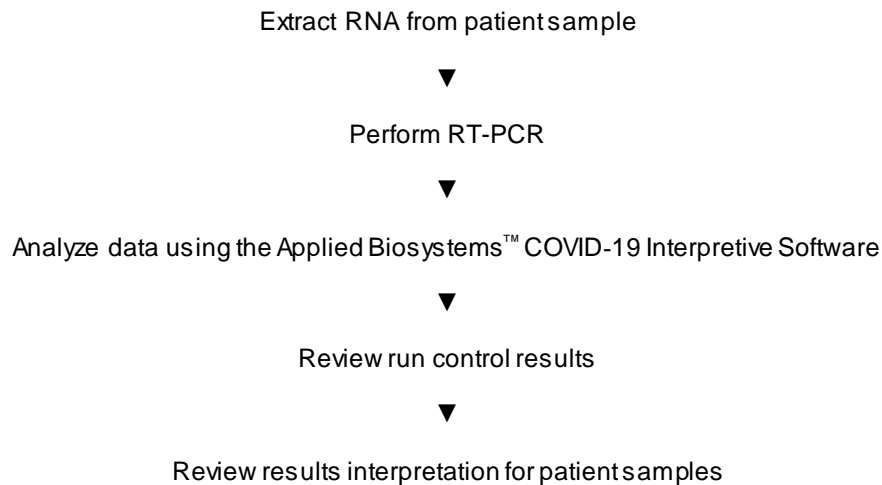 Extract RNA from patient sample
▼
Perform RT-PCR
▼
Analyze data using the Applied Biosystems™ COVID-19 Interpretive Software
▼
Review run control results
▼
Review results interpretation for patient samples